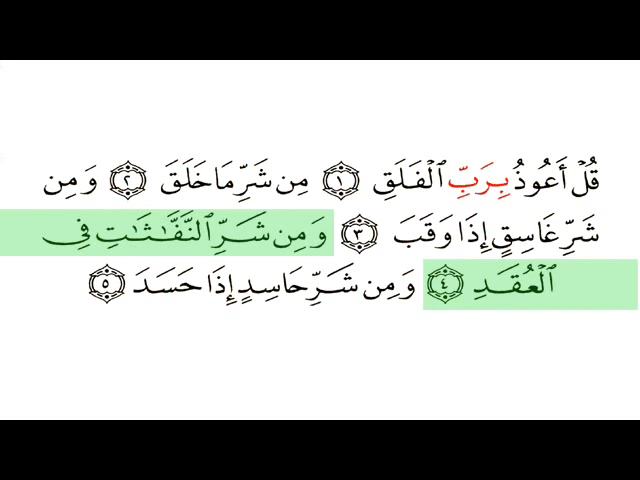 قُلۡ أَعُوذُ بِرَبِّ ٱلۡفَلَقِ ١ مِن شَرِّ مَا خَلَقَ ٢ وَمِن
شَرِّ غَاسِقٍ إِذَا وَقَبَ ٣ وَمِن شَرِّ ٱلنَّفَّٰثَٰتِ فِي
ٱلۡعُقَدِ ٤ وَمِن شَرِّ حَاسِدٍ إِذَا حَسَدَ ٥